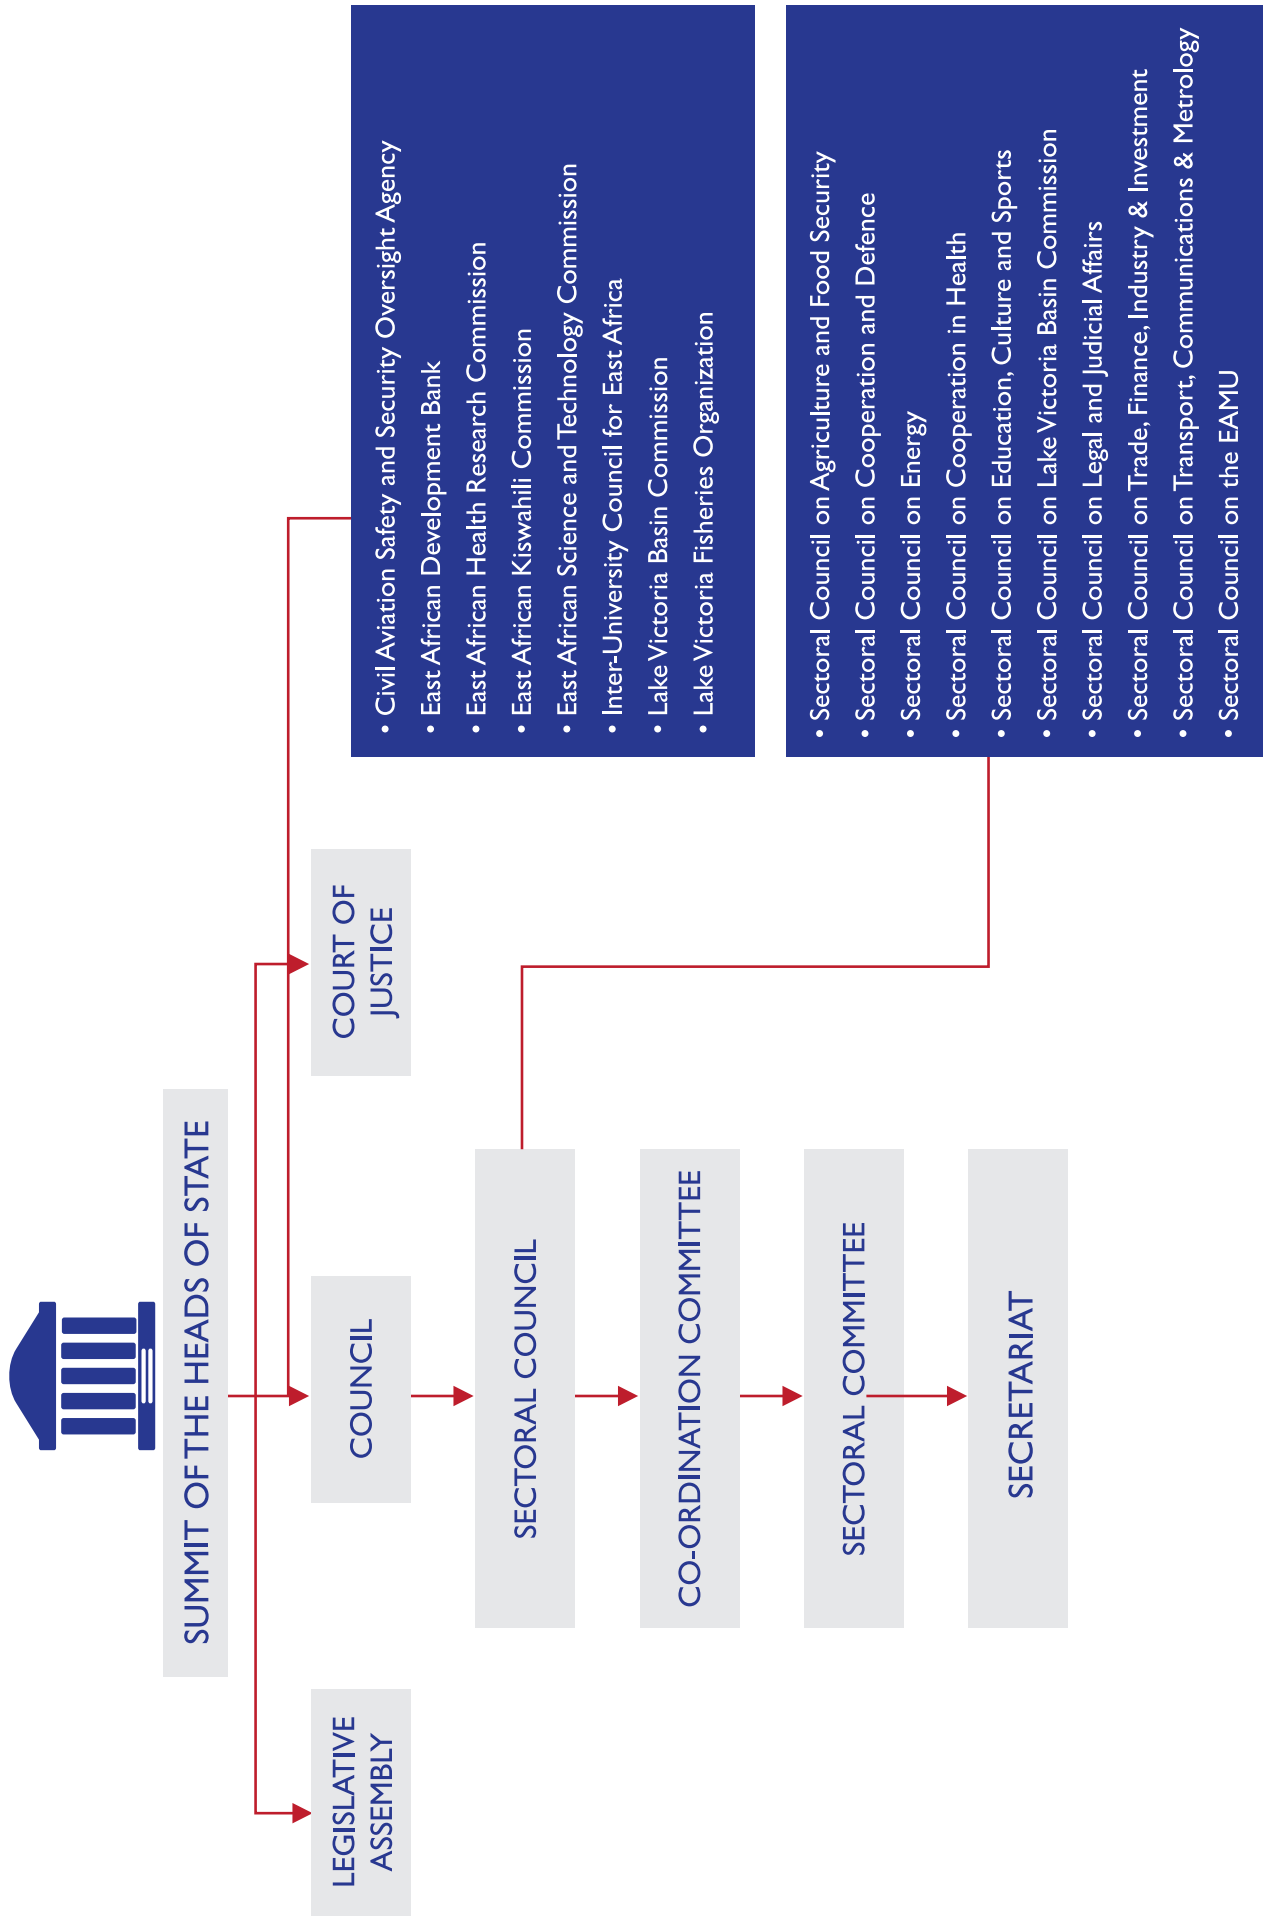 SUMMIT OF THE HEADS OF STATE
LEGISLATIVE
ASSEMBLY
COUNCIL
COURT OF
JUSTICE
SECTORAL COUNCIL
CO-ORDINATION COMMITTEE
SECTORAL COMMITTEE
SECRETARIAT
• Civil Aviation Safety and Security Oversight Agency
• East African Development Bank
• East African Health Research Commission
• East African Kiswahili Commission
• East African Science and Technology Commission
• Inter-University Council for East Africa
• Lake Victoria Basin Commission
• Lake Victoria Fisheries Organization
• Sectoral Council on Agriculture and Food Security
• Sectoral Council on Cooperation and Defence
• Sectoral Council on Energy
• Sectoral Council on Cooperation in Health
• Sectoral Council on Education, Culture and Sports
• Sectoral Council on Lake Victoria Basin Commission
• Sectoral Council on Legal and Judicial Affairs
• Sectoral Council on Trade, Finance, Industry & Investment
• Sectoral Council on Transport, Communications & Metrology
• Sectoral Council on the EAMU